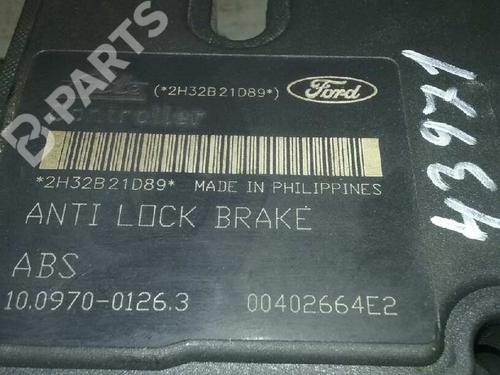 (*2H32B21D89*) Ford
*2H32B21D89* MADE IN PHILIPPINES
ANTI LOCK BRAKE
ABS
10.0970-0126.3 00402664E2
43971
B-PARTS